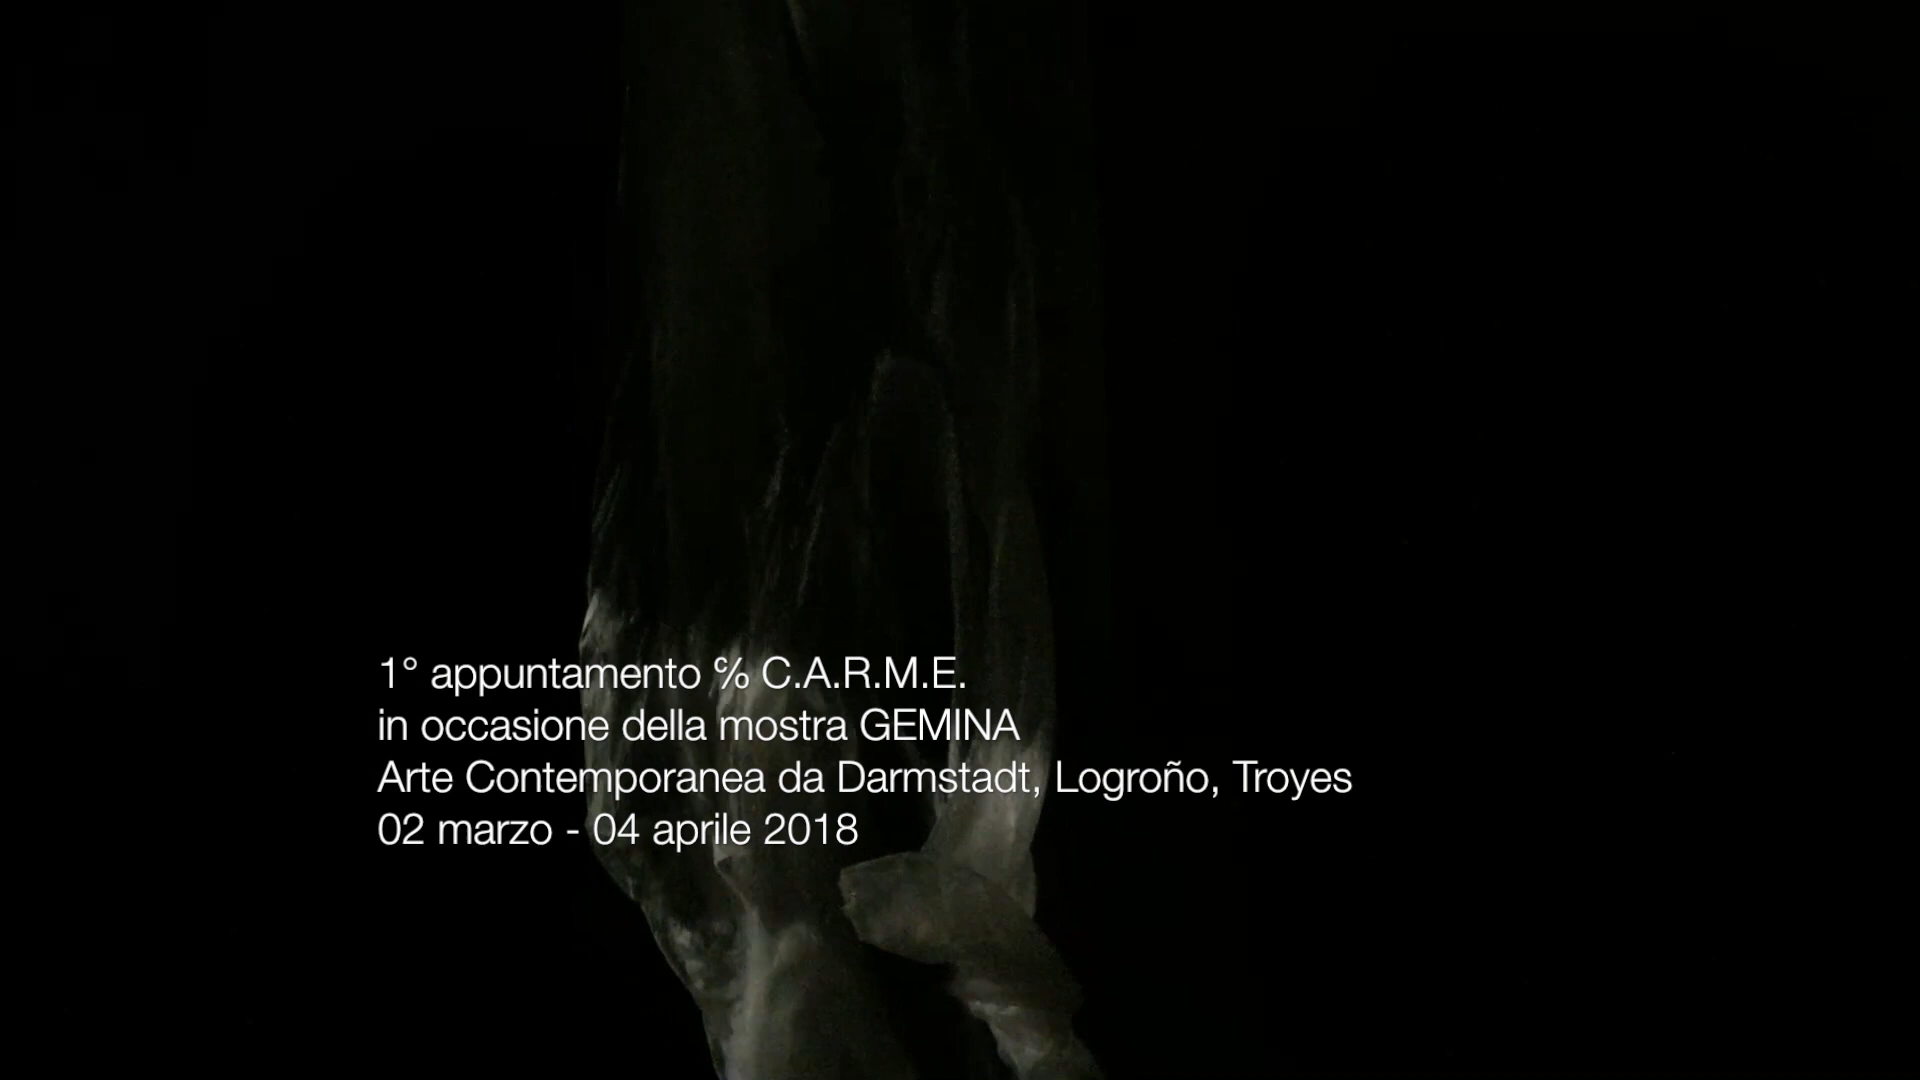 1° appuntamento ℅ C.A.R.M.E.
in occasione della mostra GEMINA
Arte Contemporanea da Darmstadt, Logroño, Troyes
02 marzo - 04 aprile 2018